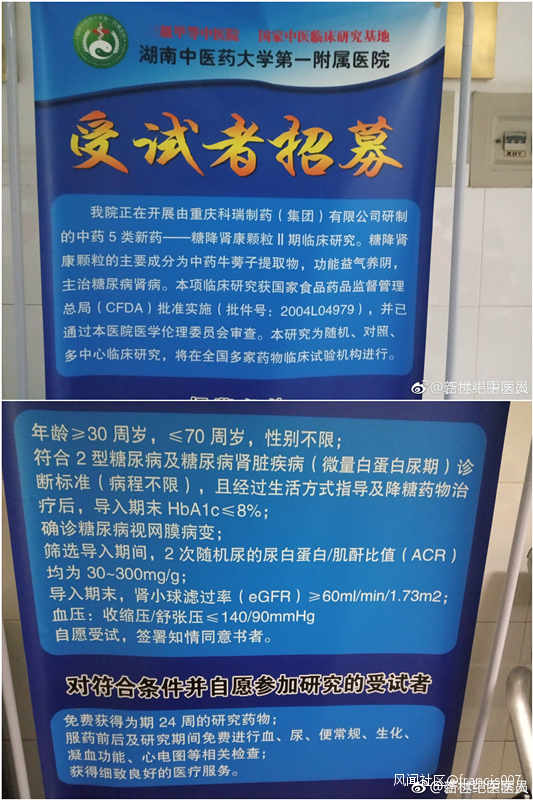 三级甲等中医院 国家中医临床研究基地
湖南中医药大学第一附属医院
受试者招募
我院正在开展由重庆科瑞制药(集团)有限公司研制
的中药5类新药——糖降肾康颗粒Ⅱ期临床研究。糖降肾
康颗粒的主要成分为中药牛蒡子提取物,功能益气养阴,
主治糖尿病肾病。本项临床研究获国家食品药品监督管理
总局(CFDA)批准实施(批件号:2004L04979),并已
通过本医院医学伦理委员会审查。本研究为随机、对照、
多中心临床研究,将在全国多家药物临床试验机构进行。
年龄≥30周岁,≤70周岁,性别不限;
符合2型糖尿病及糖尿病肾脏疾病(微量白蛋白尿期)诊
断标准(病程不限),且经过生活方式指导及降糖药物治
疗后,导入期末HbA1c≤8%;
确诊糖尿病视网膜病变;
筛选导入期间,2次随机尿的尿白蛋白/肌酐比值(ACR)
均为30~300mg/g;
导入期末,肾小球滤过率(eGFR)≥60ml/min/1.73m2;
血压:收缩压/舒张压≤140/90mmHg
自愿受试,签署知情同意书者。
对符合条件并自愿参加研究的受试者
免费获得为期24周的研究药物;
服药前后及研究期间免费进行血、尿、便常规、生化、
凝血功能、心电图等相关检查;
获得细致良好的医疗服务。
风闻社区@francis007